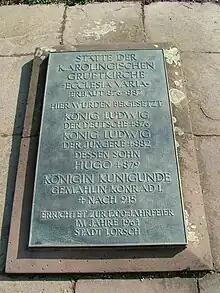 STÄTTE DER
KAROLINGISCHEN
GRUFTKIRCHE
ECCLESIA VARIA
ERBAUT 876-881
HIER WURDEN BEIGESETZT
KÖNIG LUDWIG
DER DEUTSCHE †876
KÖNIG LUDWIG
DER JÜNGERE †882
DESSEN SOHN
HUGO †879
KÖNIGIN KUNIGUNDE
GEMAHLIN KONRAD I.
† NACH 915
ERRICHTET ZUR 1200-JAHRFEIER
IM JAHRE 1964
STADT LORSCH